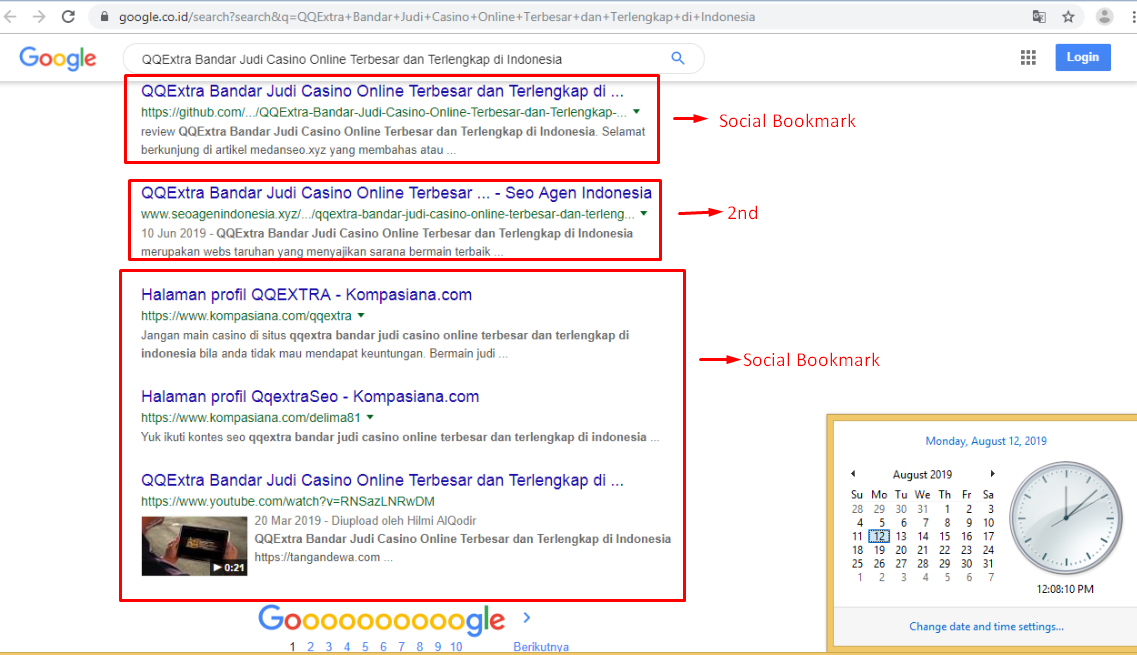 google.co.id/search?search&q=QQExtra+Bandar+Judi+Casino+Online+Terbesar+dan+Terlengkap+di+Indonesia
Google
QQExtra Bandar Judi Casino Online Terbesar dan Terlengkap di Indonesia
Login
QQExtra Bandar Judi Casino Online Terbesar dan Terlengkap di ...
https://github.com/.../QQExtra-Bandar-Judi-Casino-Online-Terbesar-dan-Terlengkap-...
review QQExtra Bandar Judi Casino Online Terbesar dan Terlengkap di Indonesia. Selamat
berkunjung di artikel medanseo.xyz yang membahas atau ...
Social Bookmark
QQExtra Bandar Judi Casino Online Terbesar ... - Seo Agen Indonesia
www.seoagenindonesia.xyz/.../qqextra-bandar-judi-casino-online-terbesar-dan-terleng...
10 Jun 2019 - QQExtra Bandar Judi Casino Online Terbesar dan Terlengkap di Indonesia
merupakan webs taruhan yang menyajikan sarana bermain terbaik ...
2nd
Halaman profil QQEXTRA - Kompasiana.com
https://www.kompasiana.com/qqextra
Jangan main casino di situs qqextra bandar judi casino online terbesar dan terlengkap di
indonesia bila anda tidak mau mendapat keuntungan. Bermain judi ...
Social Bookmark
Halaman profil QqextraSeo - Kompasiana.com
https://www.kompasiana.com/delima81
Yuk ikuti kontes seo qqextra bandar judi casino online terbesar dan terlengkap di indonesia ...
QQExtra Bandar Judi Casino Online Terbesar dan Terlengkap di ...
https://www.youtube.com/watch?v=RNSazLNRwDM
20 Mar 2019 - Diupload oleh Hilmi AlQodir
QQExtra Bandar Judi Casino Online Terbesar dan Terlengkap di Indonesia
https://tangandewa.com ...
0:21
Goooooooooogle
1 2 3 4 5 6 7 8 9 10 Berikutnya
Monday, August 12, 2019
August 2019
Su Mo Tu We Th Fr Sa
28 29 30 31 1 2 3
4 5 6 7 8 9 10
11 12 13 14 15 16 17
18 19 20 21 22 23 24
25 26 27 28 29 30 31
1 2 3 4 5 6 7
12:08:10 PM
Change date and time settings...